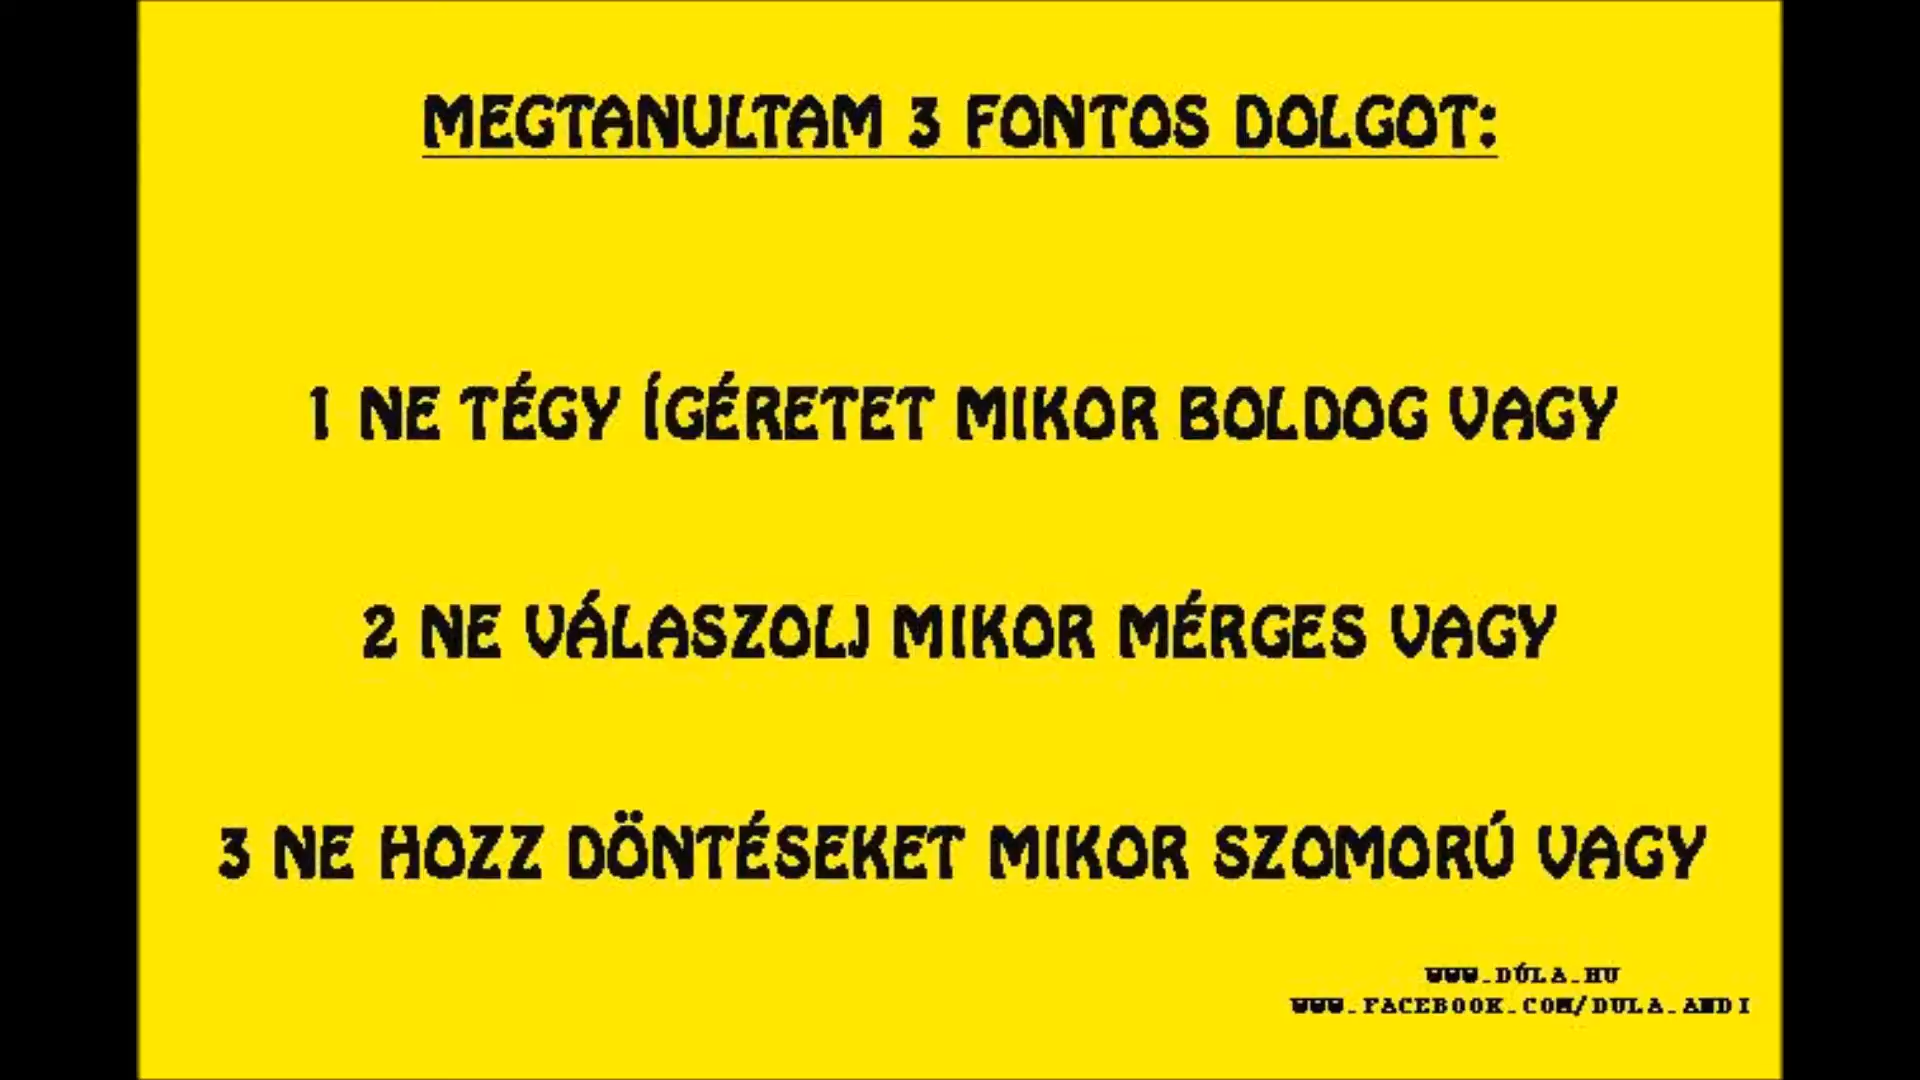 MEGTANULTAM 3 FONTOS DOLGOT:
1 NE TÉGY ÍGÉRETET MIKOR BOLDOG VAGY
2 NE VÁLASZOLJ MIKOR MÉRGES VAGY
3 NE HOZZ DÖNTÉSEKET MIKOR SZOMORÚ VAGY
WWW.DÚLA.HU
WWW.FACEBOOK.COM/DULA.ANDI